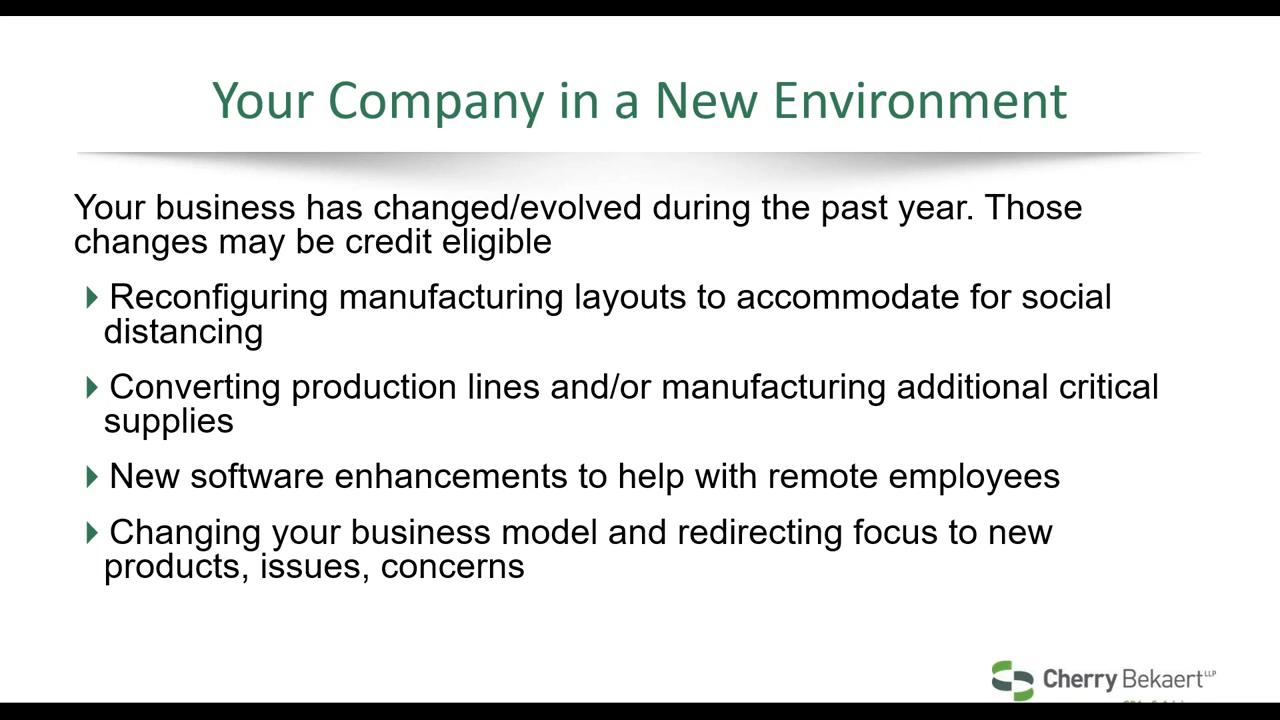 Your Company in a New Environment
Your business has changed/evolved during the past year. Those
changes may be credit eligible
Reconfiguring manufacturing layouts to accommodate for social
distancing
Converting production lines and/or manufacturing additional critical
supplies
New software enhancements to help with remote employees
Changing your business model and redirecting focus to new
products, issues, concerns
Cherry Bekaert LLP